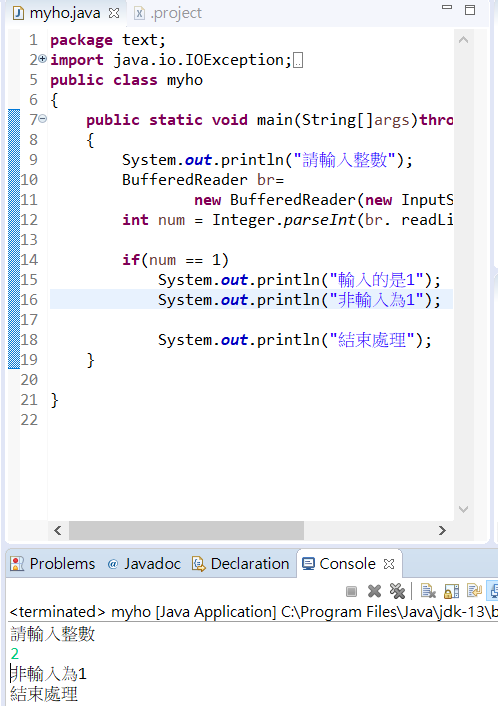 myho.java
.project
1 package text;
2 import java.io.IOException;
5 public class myho
6 {
7 public static void main(String[]args)thro
8 {
9 System.out.println("請輸入整數");
10 BufferedReader br=
11 new BufferedReader(new InputS
12 int num = Integer.parseInt(br. readLi
13
14 if(num == 1)
15 System.out.println("輸入的是1");
16 System.out.println("非輸入為1");
17
18 System.out.println("結束處理");
19 }
20
21 }
22
Problems @ Javadoc Declaration Console
<terminated> myho [Java Application] C:\Program Files\Java\jdk-13\b
請輸入整數
2
非輸入為1
結束處理